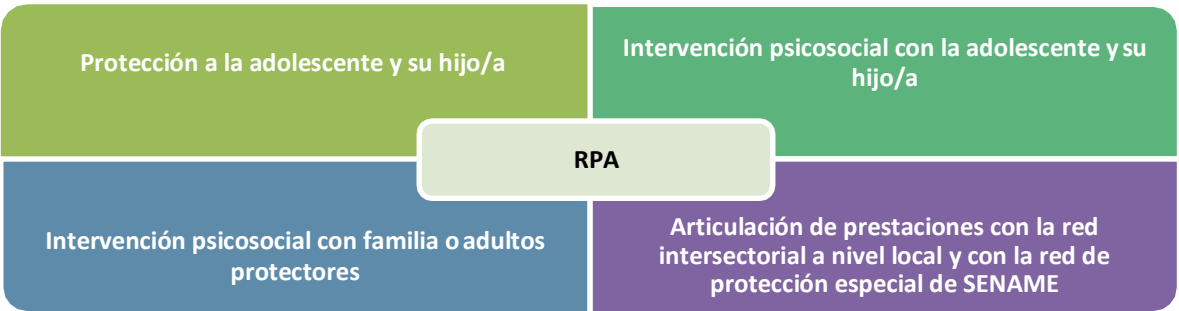 Protección a la adolescente y su hijo/a
Intervención psicosocial con la adolescente y su
hijo/a
RPA
Intervención psicosocial con familia o adultos
protectores
Articulación de prestaciones con la red
intersectorial a nivel local y con la red de
protección especial de SENAME